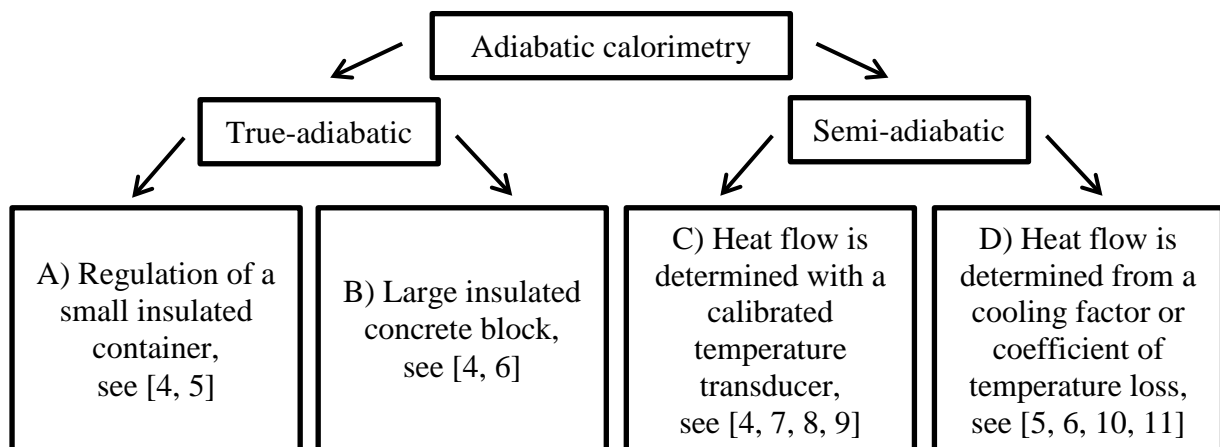 Adiabatic calorimetry
True-adiabatic
Semi-adiabatic
A) Regulation of a
small insulated
container,
see [4, 5]
B) Large insulated
concrete block,
see [4, 6]
C) Heat flow is
determined with a
calibrated
temperature
transducer,
see [4, 7, 8, 9]
D) Heat flow is
determined from a
cooling factor or
coefficient of
temperature loss,
see [5, 6, 10, 11]